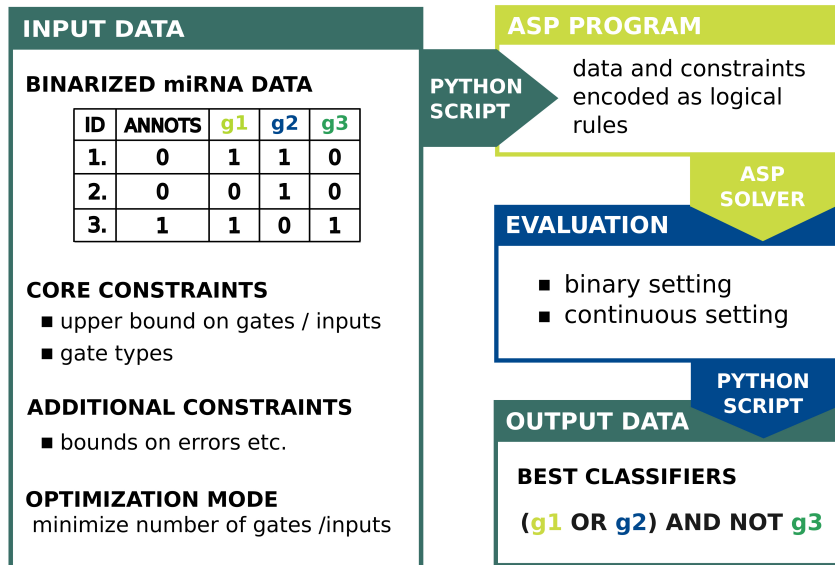 INPUT DATA
BINARIZED miRNA DATA
ID ANNOTS g1 g2 g3
1. 0 1 1 0
2. 0 0 1 0
3. 1 1 0 1
CORE CONSTRAINTS
▪ upper bound on gates / inputs
▪ gate types
ADDITIONAL CONSTRAINTS
▪ bounds on errors etc.
OPTIMIZATION MODE
minimize number of gates /inputs
PYTHON
SCRIPT
ASP PROGRAM
data and constraints
encoded as logical
rules
ASP
SOLVER
EVALUATION
▪ binary setting
▪ continuous setting
PYTHON
SCRIPT
OUTPUT DATA
BEST CLASSIFIERS
(g1 OR g2) AND NOT g3